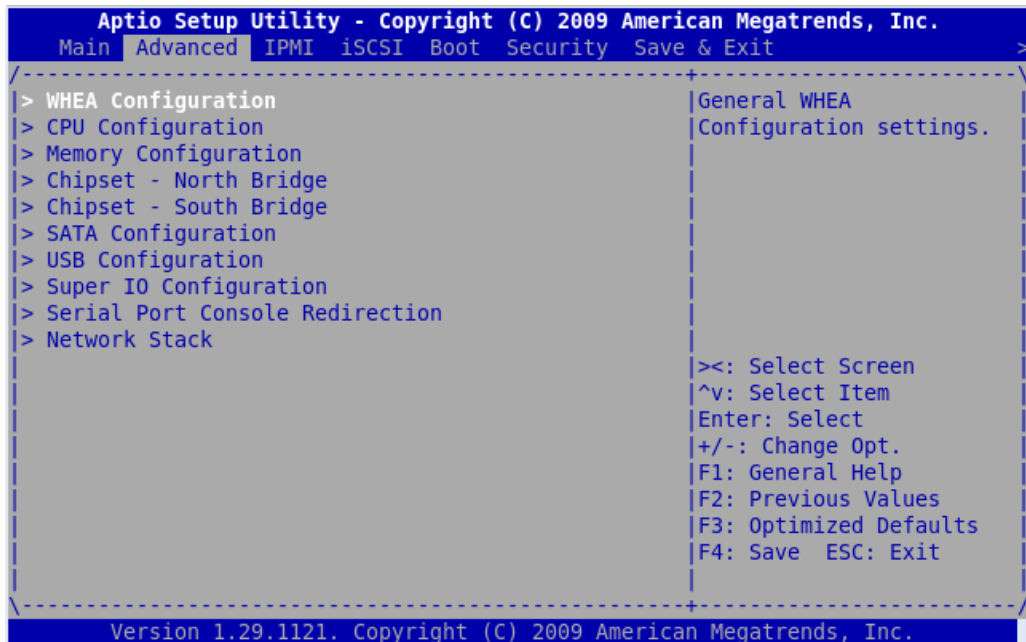 Aptio Setup Utility - Copyright (C) 2009 American Megatrends, Inc.
Main Advanced IPMI iSCSI Boot Security Save & Exit >
> WHEA Configuration
> CPU Configuration
> Memory Configuration
> Chipset - North Bridge
> Chipset - South Bridge
> SATA Configuration
> USB Configuration
> Super IO Configuration
> Serial Port Console Redirection
> Network Stack
General WHEA
Configuration settings.
><: Select Screen
^v: Select Item
Enter: Select
+/-: Change Opt.
F1: General Help
F2: Previous Values
F3: Optimized Defaults
F4: Save ESC: Exit
Version 1.29.1121. Copyright (C) 2009 American Megatrends, Inc.